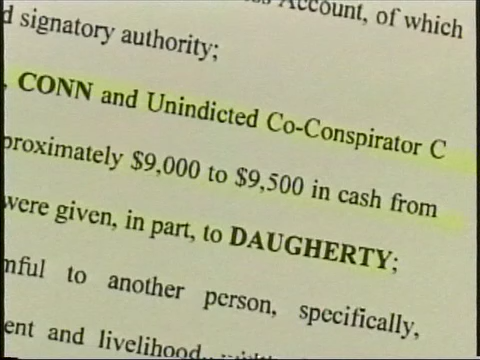 Account, of which
d signatory authority;
, CONN and Unindicted Co-Conspirator C
proximately $9,000 to $9,500 in cash from
were given, in part, to DAUGHERTY;
mful to another person, specifically,
ent and livelihood,